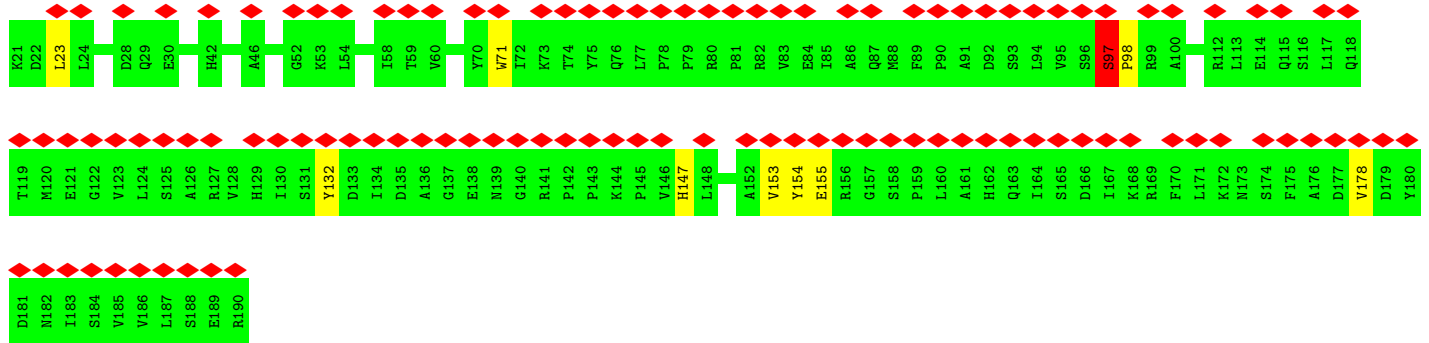 K21 D22 L23 L24 D28 Q29 E30 H42 A46 G52 K53 L54 I58 T59 V60 Y70 W71 I72 K73 T74 Y75 Q76 L77 P78 P79 R80 P81 R82 V83 E84 I85 A86 Q87 M88 F89 P90 A91 D92 S93 L94 V95 S96 S97 P98 R99 A100 R112 L113 E114 Q115 S116 L117 Q118
T119 M120 E121 G122 V123 L124 S125 A126 R127 V128 H129 I130 S131 Y132 D133 I134 D135 A136 G137 E138 N139 G140 R141 P142 P143 K144 P145 V146 H147 L148 A152 V153 Y154 E155 R156 G157 S158 P159 L160 A161 H162 Q163 I164 S165 D166 I167 K168 R169 F170 L171 K172 N173 S174 F175 A176 D177 V178 D179 Y180
D181 N182 I183 S184 V185 V186 L187 S188 E189 R190